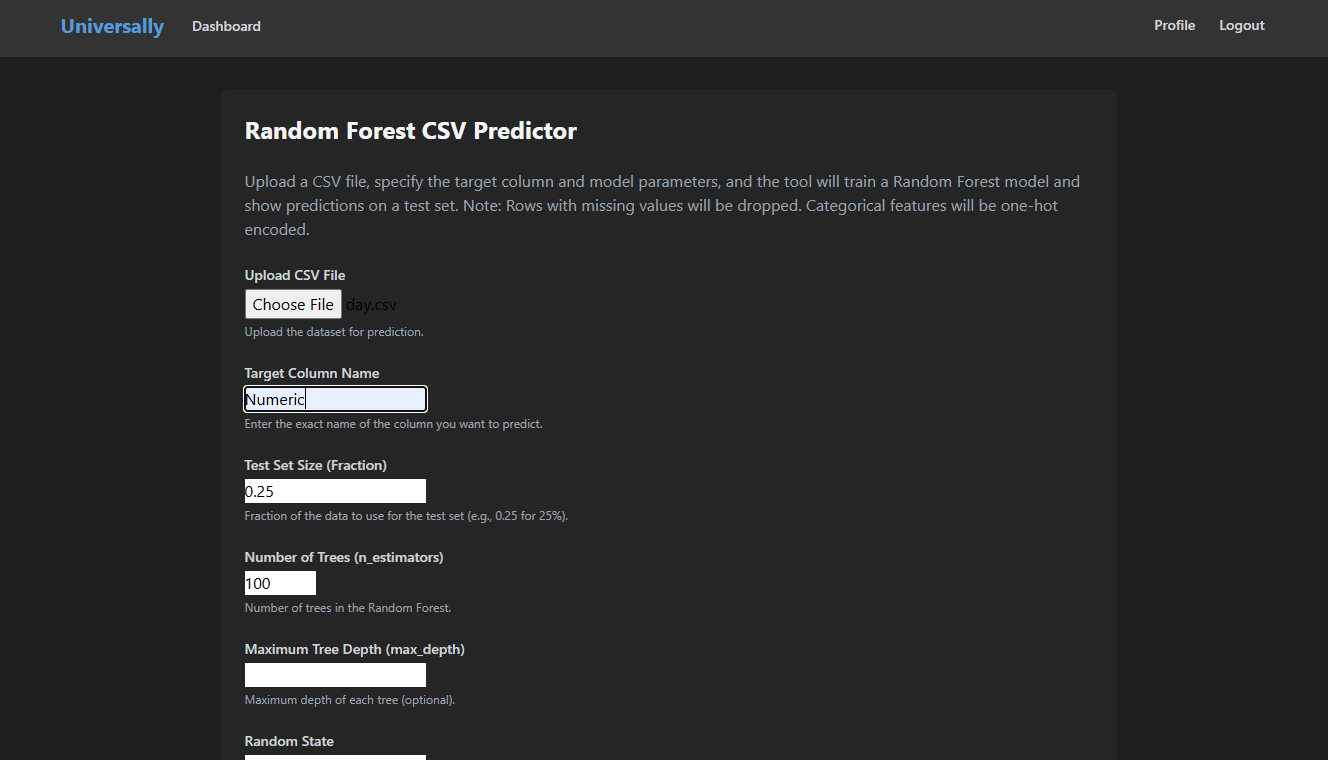 Universally Dashboard Profile Logout
Random Forest CSV Predictor
Upload a CSV file, specify the target column and model parameters, and the tool will train a Random Forest model and
show predictions on a test set. Note: Rows with missing values will be dropped. Categorical features will be one-hot
encoded.
Upload CSV File
Choose File day.csv
Upload the dataset for prediction.
Target Column Name
Numeric
Enter the exact name of the column you want to predict.
Test Set Size (Fraction)
0.25
Fraction of the data to use for the test set (e.g., 0.25 for 25%).
Number of Trees (n_estimators)
100
Number of trees in the Random Forest.
Maximum Tree Depth (max_depth)
Maximum depth of each tree (optional).
Random State